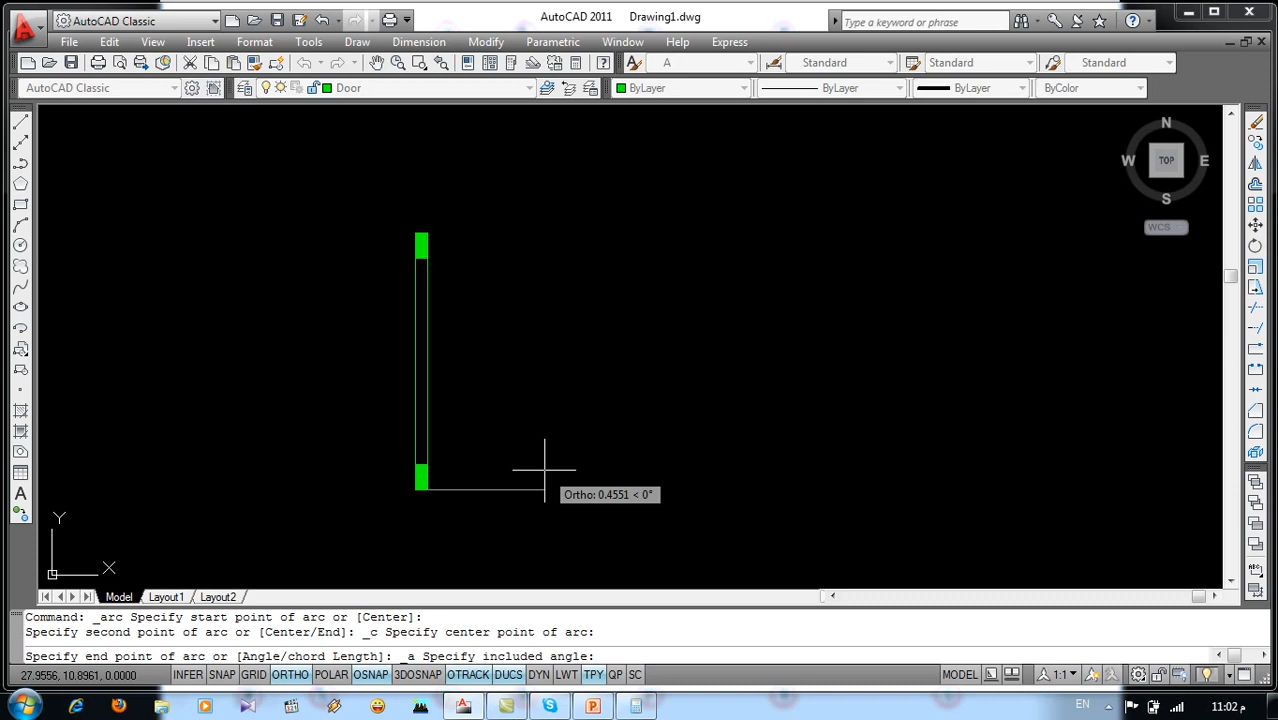 AutoCAD Classic
AutoCAD 2011 Drawing1.dwg
Type a keyword or phrase
File Edit View Insert Format Tools Draw Dimension Modify Parametric Window Help Express
A Standard Standard Standard
AutoCAD Classic Door ByLayer ByLayer ByLayer ByColor
N
W TOP E
S
WCS
Ortho: 0.4551 < 0°
A
Y
X
Model Layout1 Layout2
Command: _arc Specify start point of arc or [Center]:
Specify second point of arc or [Center/End]: _c Specify center point of arc:
Specify end point of arc or [Angle/chord Length]: _a Specify included angle:
27.9556, 10.8961, 0.0000 INFER SNAP GRID ORTHO POLAR OSNAP 3DOSNAP OTRACK DUCS DYN LWT TPY QP SC MODEL 1:1
EN 11:02 م